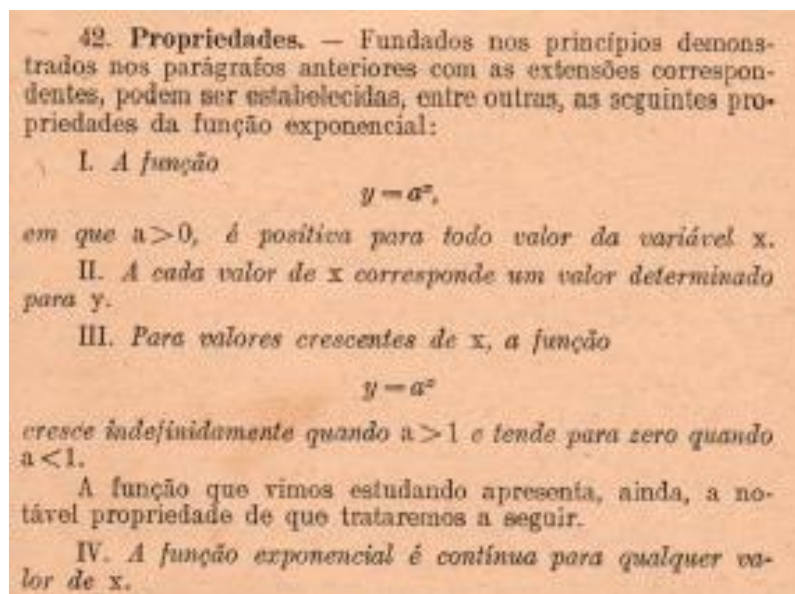 42. Propriedades. — Fundados nos princípios demons-
trados nos parágrafos anteriores com as extensões correspon-
dentes, podem ser estabelecidas, entre outras, as seguintes pro-
priedades da função exponencial:
I. A função
y = aˣ,
em que a > 0, é positiva para todo valor da variável x.
II. A cada valor de x corresponde um valor determinado
para y.
III. Para valores crescentes de x, a função
y = aˣ
cresce indefinidamente quando a > 1 e tende para zero quando
a < 1.
A função que vimos estudando apresenta, ainda, a no-
tável propriedade de que trataremos a seguir.
IV. A função exponencial é contínua para qualquer va-
lor de x.